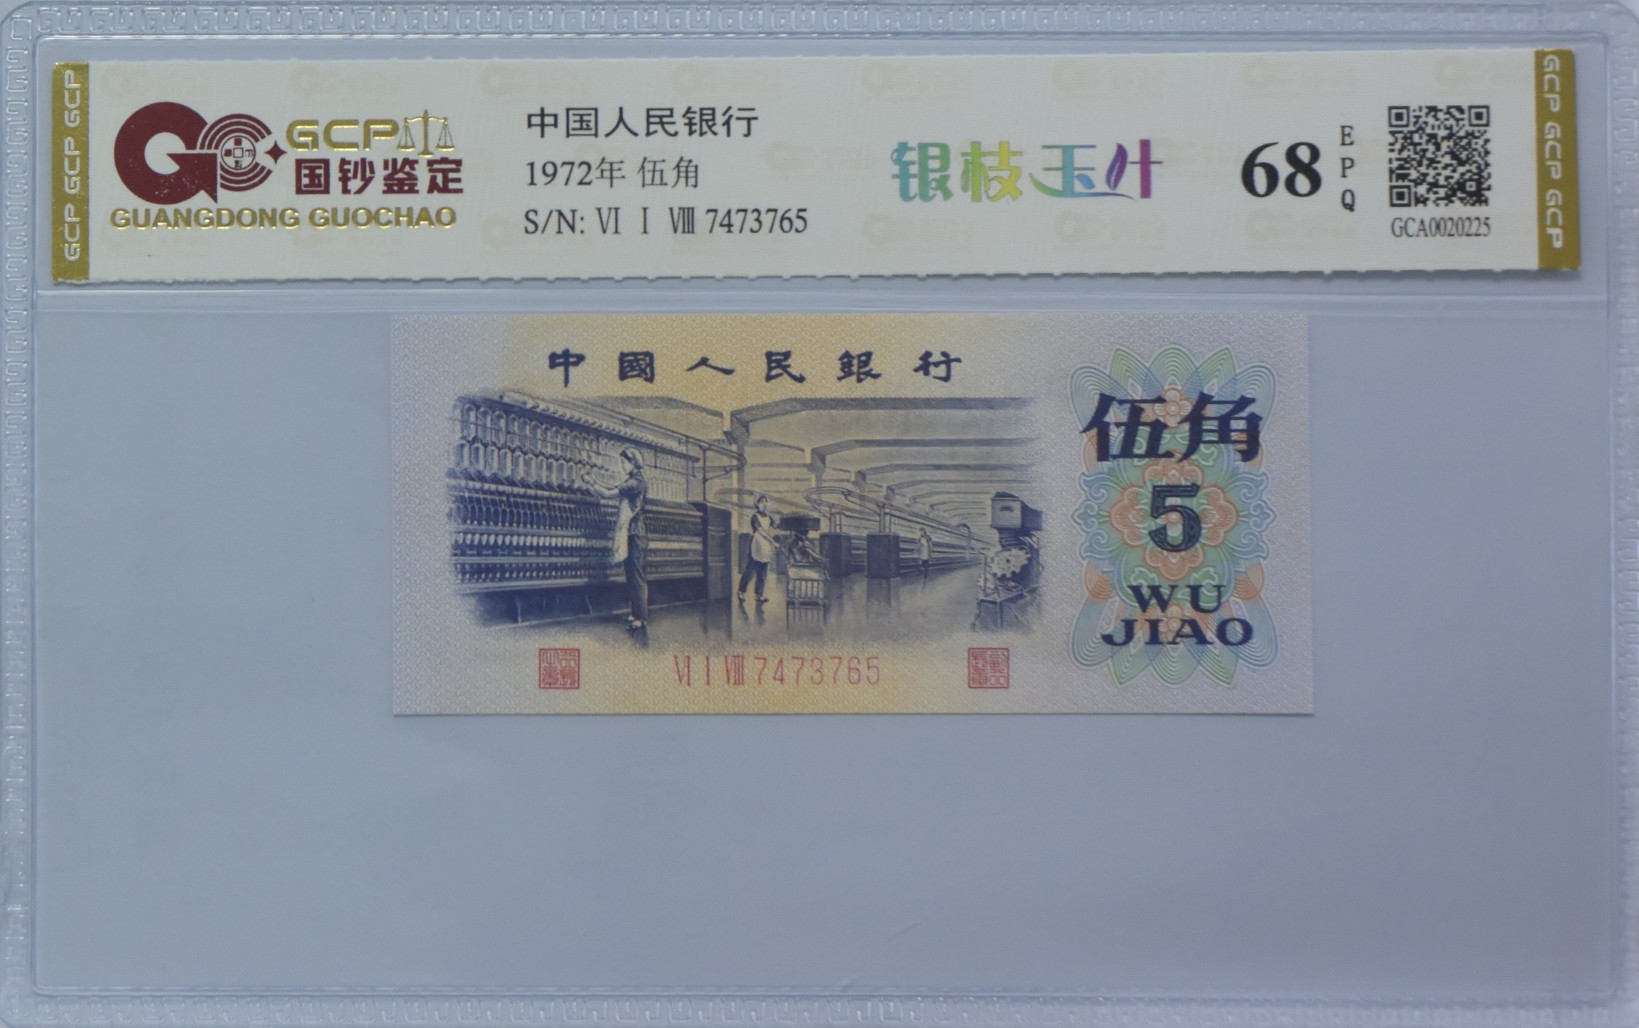 GCP GCP GCP
GCP
国钞鉴定
GUANGDONG GUOCHAO
中国人民银行
1972年 伍角
S/N: Ⅵ Ⅰ Ⅷ 7473765
银枝玉叶
68
EPQ
GCA0020225
GCP GCP GCP
中國人民銀行
伍角
5
WU
JIAO
Ⅵ Ⅰ Ⅷ 7473765